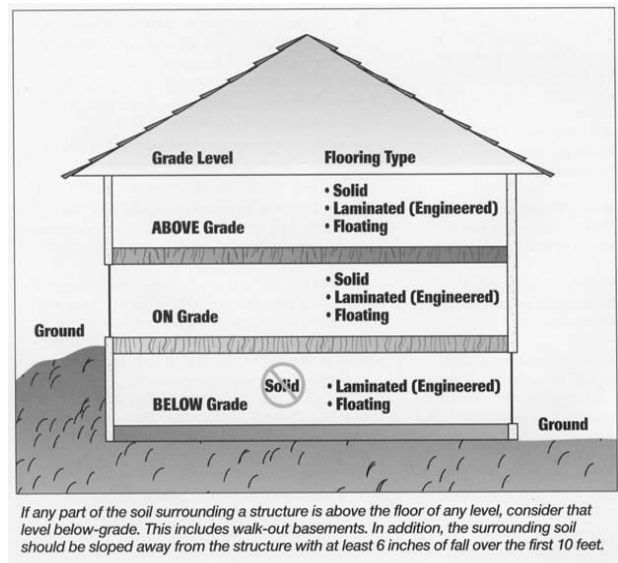 Grade Level Flooring Type
• Solid
• Laminated (Engineered)
ABOVE Grade
• Floating
• Solid
• Laminated (Engineered)
ON Grade
• Floating
Ground
Solid • Laminated (Engineered)
BELOW Grade • Floating
Ground
If any part of the soil surrounding a structure is above the floor of any level, consider that
level below-grade. This includes walk-out basements. In addition, the surrounding soil
should be sloped away from the structure with at least 6 inches of fall over the first 10 feet.